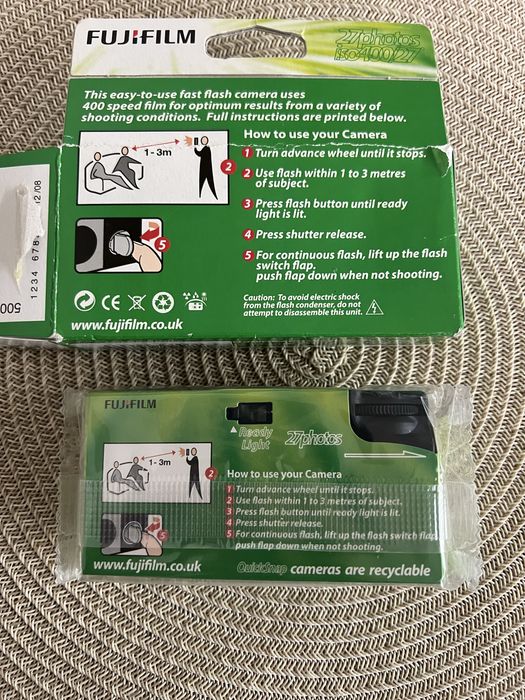 FUJIFILM
27photos
ISO400/27
This easy-to-use fast flash camera uses
400 speed film for optimum results from a variety of
shooting conditions. Full instructions are printed below.
1 - 3m
2
5
How to use your Camera
1 Turn advance wheel until it stops.
2 Use flash within 1 to 3 metres
of subject.
3 Press flash button until ready
light is lit.
4 Press shutter release.
5 For continuous flash, lift up the flash
switch flap.
push flap down when not shooting.
CE
www.fujifilm.co.uk
Caution: To avoid electric shock
from the flash condenser, do not
attempt to disassemble this unit.
12/08
1234 678
500
FUJIFILM
Ready
Light
27photos
1 - 3m
2
5
How to use your Camera
1 Turn advance wheel until it stops.
2 Use flash within 1 to 3 metres of subject.
3 Press flash button until ready light is lit.
4 Press shutter release.
5 For continuous flash, lift up the flash switch flap
push flap down when not shooting.
www.fujifilm.co.uk
QuickSnap cameras are recyclable